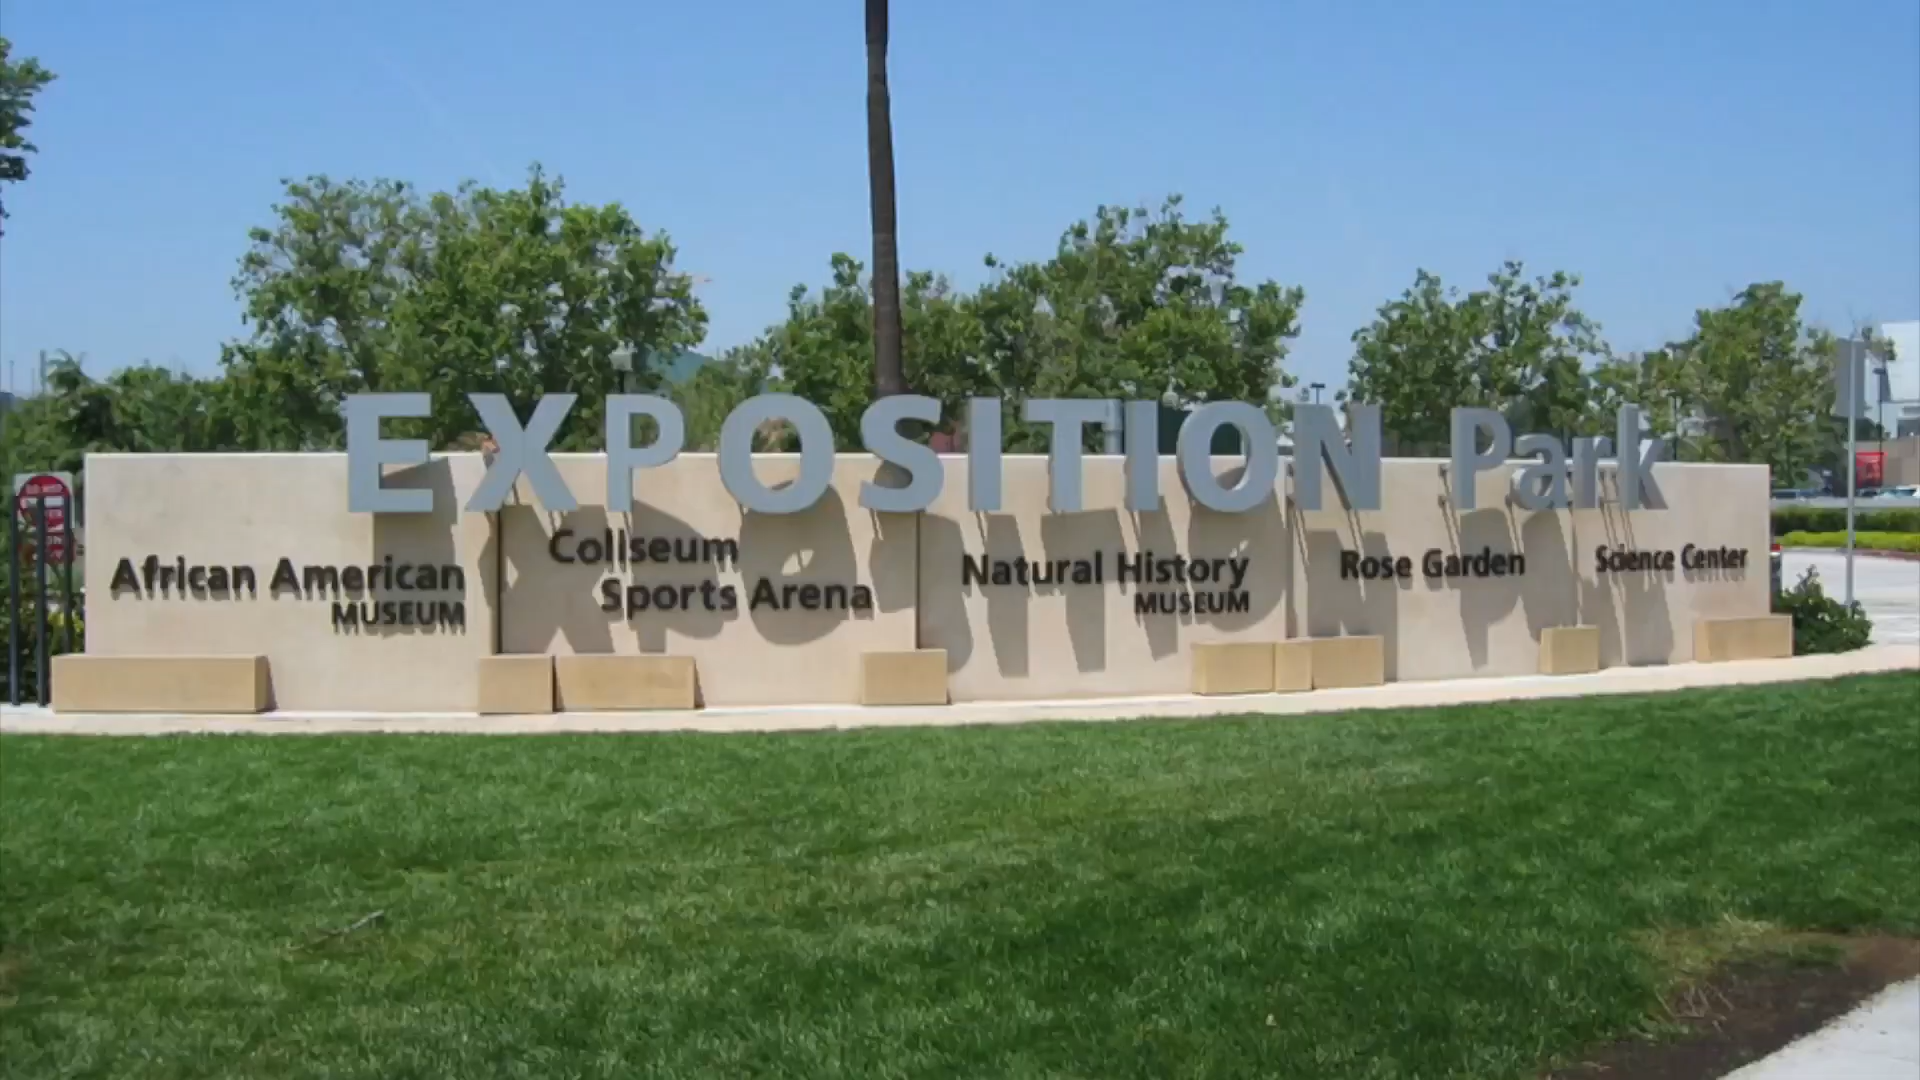 EXPOSITION Park
African American
MUSEUM
Coliseum
Sports Arena
Natural History
MUSEUM
Rose Garden
Science Center